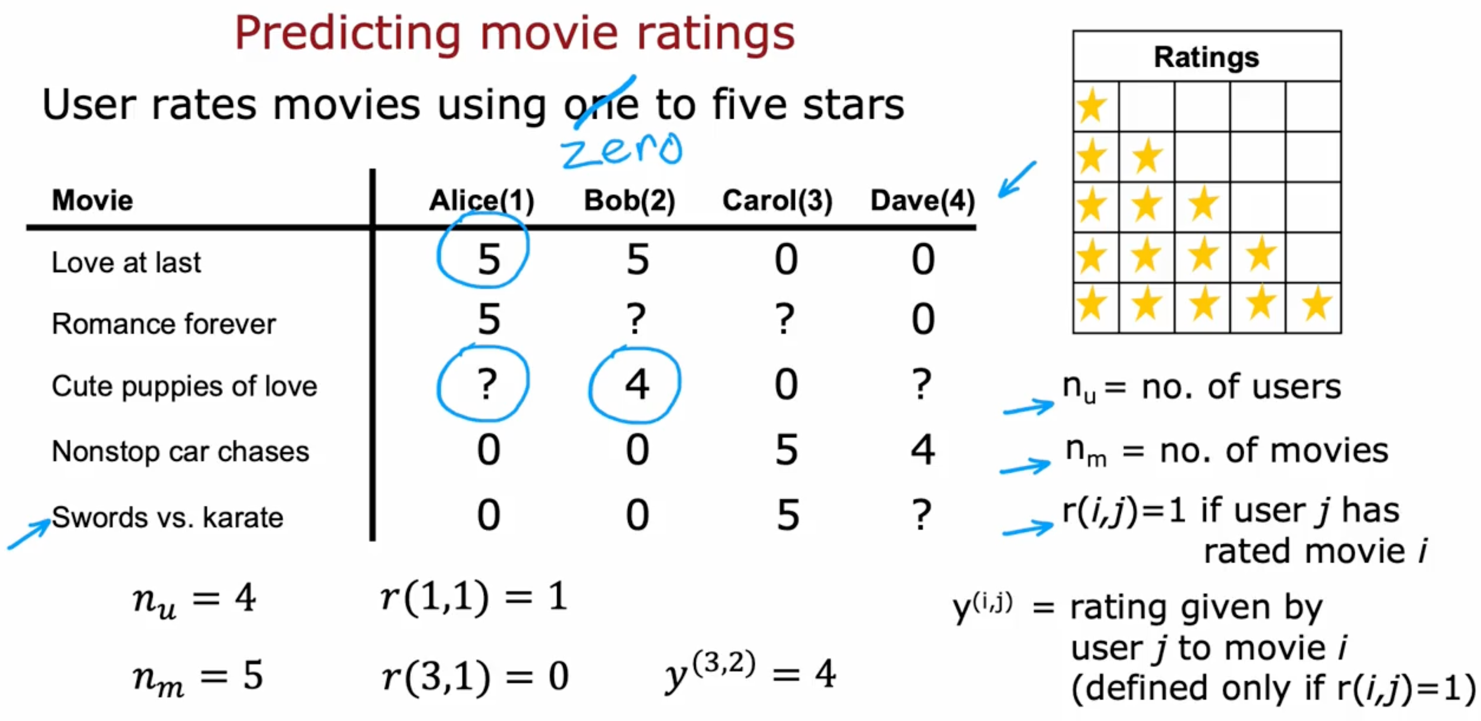 Predicting movie ratings
User rates movies using one to five stars
zero
Ratings
Movie Alice(1) Bob(2) Carol(3) Dave(4)
Love at last 5 5 0 0
Romance forever 5 ? ? 0
Cute puppies of love ? 4 0 ?
Nonstop car chases 0 0 5 4
Swords vs. karate 0 0 5 ?
nᵤ = no. of users
nₘ = no. of movies
r(i,j)=1 if user j has
rated movie i
y⁽ⁱ,ʲ⁾ = rating given by
user j to movie i
(defined only if r(i,j)=1)
nᵤ = 4 r(1,1) = 1
nₘ = 5 r(3,1) = 0 y⁽³,²⁾ = 4